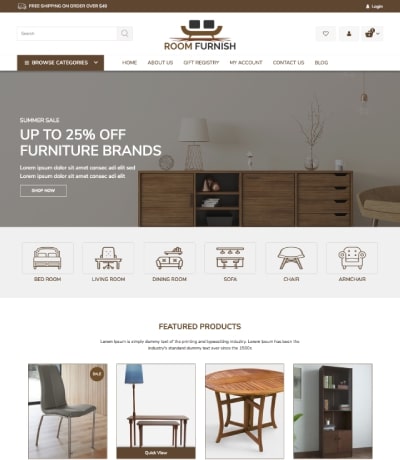 FREE SHIPPING ON ORDER OVER $49
Login
Search
ROOM FURNISH
BROWSE CATEGORIES
HOME ABOUT US GIFT REGISTRY MY ACCOUNT CONTACT US BLOG
SUMMER SALE
UP TO 25% OFF
FURNITURE BRANDS
Lorem ipsum dolor sit amet consec adi elit sed
Lorem ipsum dolor sit amet consec adi elit
SHOP NOW
BED ROOM LIVING ROOM DINING ROOM SOFA CHAIR ARMCHAIR
FEATURED PRODUCTS
Lorem Ipsum is simply dummy text of the printing and typesetting industry. Lorem Ipsum has been the
industry's standard dummy text ever since the 1500s.
SALE
Quick View